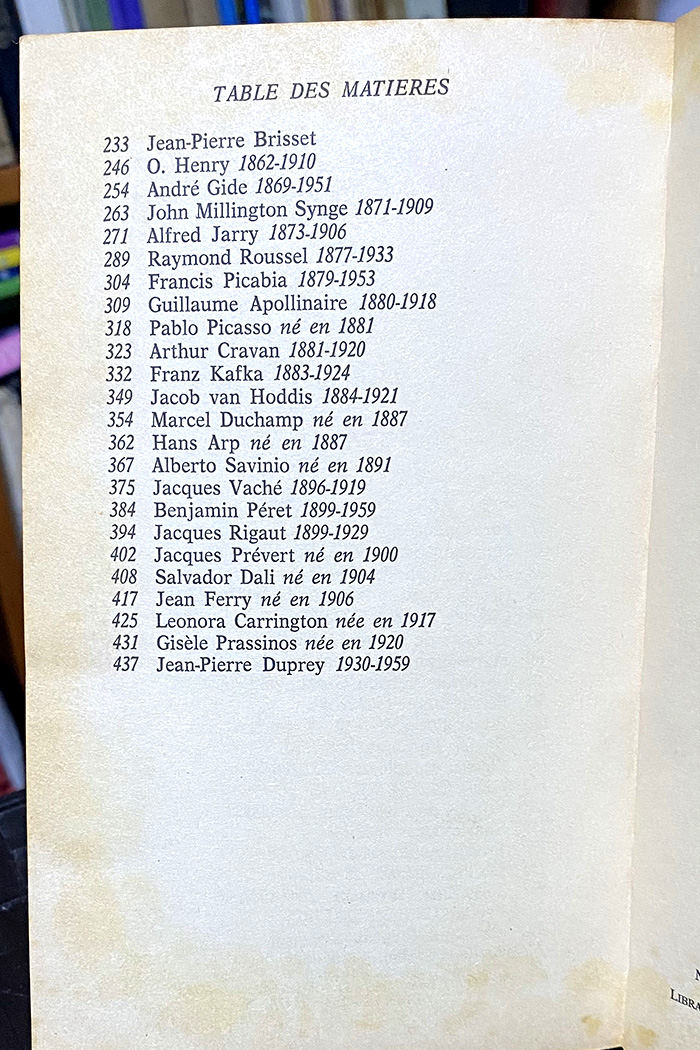 TABLE DES MATIERES
233 Jean-Pierre Brisset
246 O. Henry 1862-1910
254 André Gide 1869-1951
263 John Millington Synge 1871-1909
271 Alfred Jarry 1873-1906
289 Raymond Roussel 1877-1933
304 Francis Picabia 1879-1953
309 Guillaume Apollinaire 1880-1918
318 Pablo Picasso né en 1881
323 Arthur Cravan 1881-1920
332 Franz Kafka 1883-1924
349 Jacob van Hoddis 1884-1921
354 Marcel Duchamp né en 1887
362 Hans Arp né en 1887
367 Alberto Savinio né en 1891
375 Jacques Vaché 1896-1919
384 Benjamin Péret 1899-1959
394 Jacques Rigaut 1899-1929
402 Jacques Prévert né en 1900
408 Salvador Dali né en 1904
417 Jean Ferry né en 1906
425 Leonora Carrington née en 1917
431 Gisèle Prassinos née en 1920
437 Jean-Pierre Duprey 1930-1959